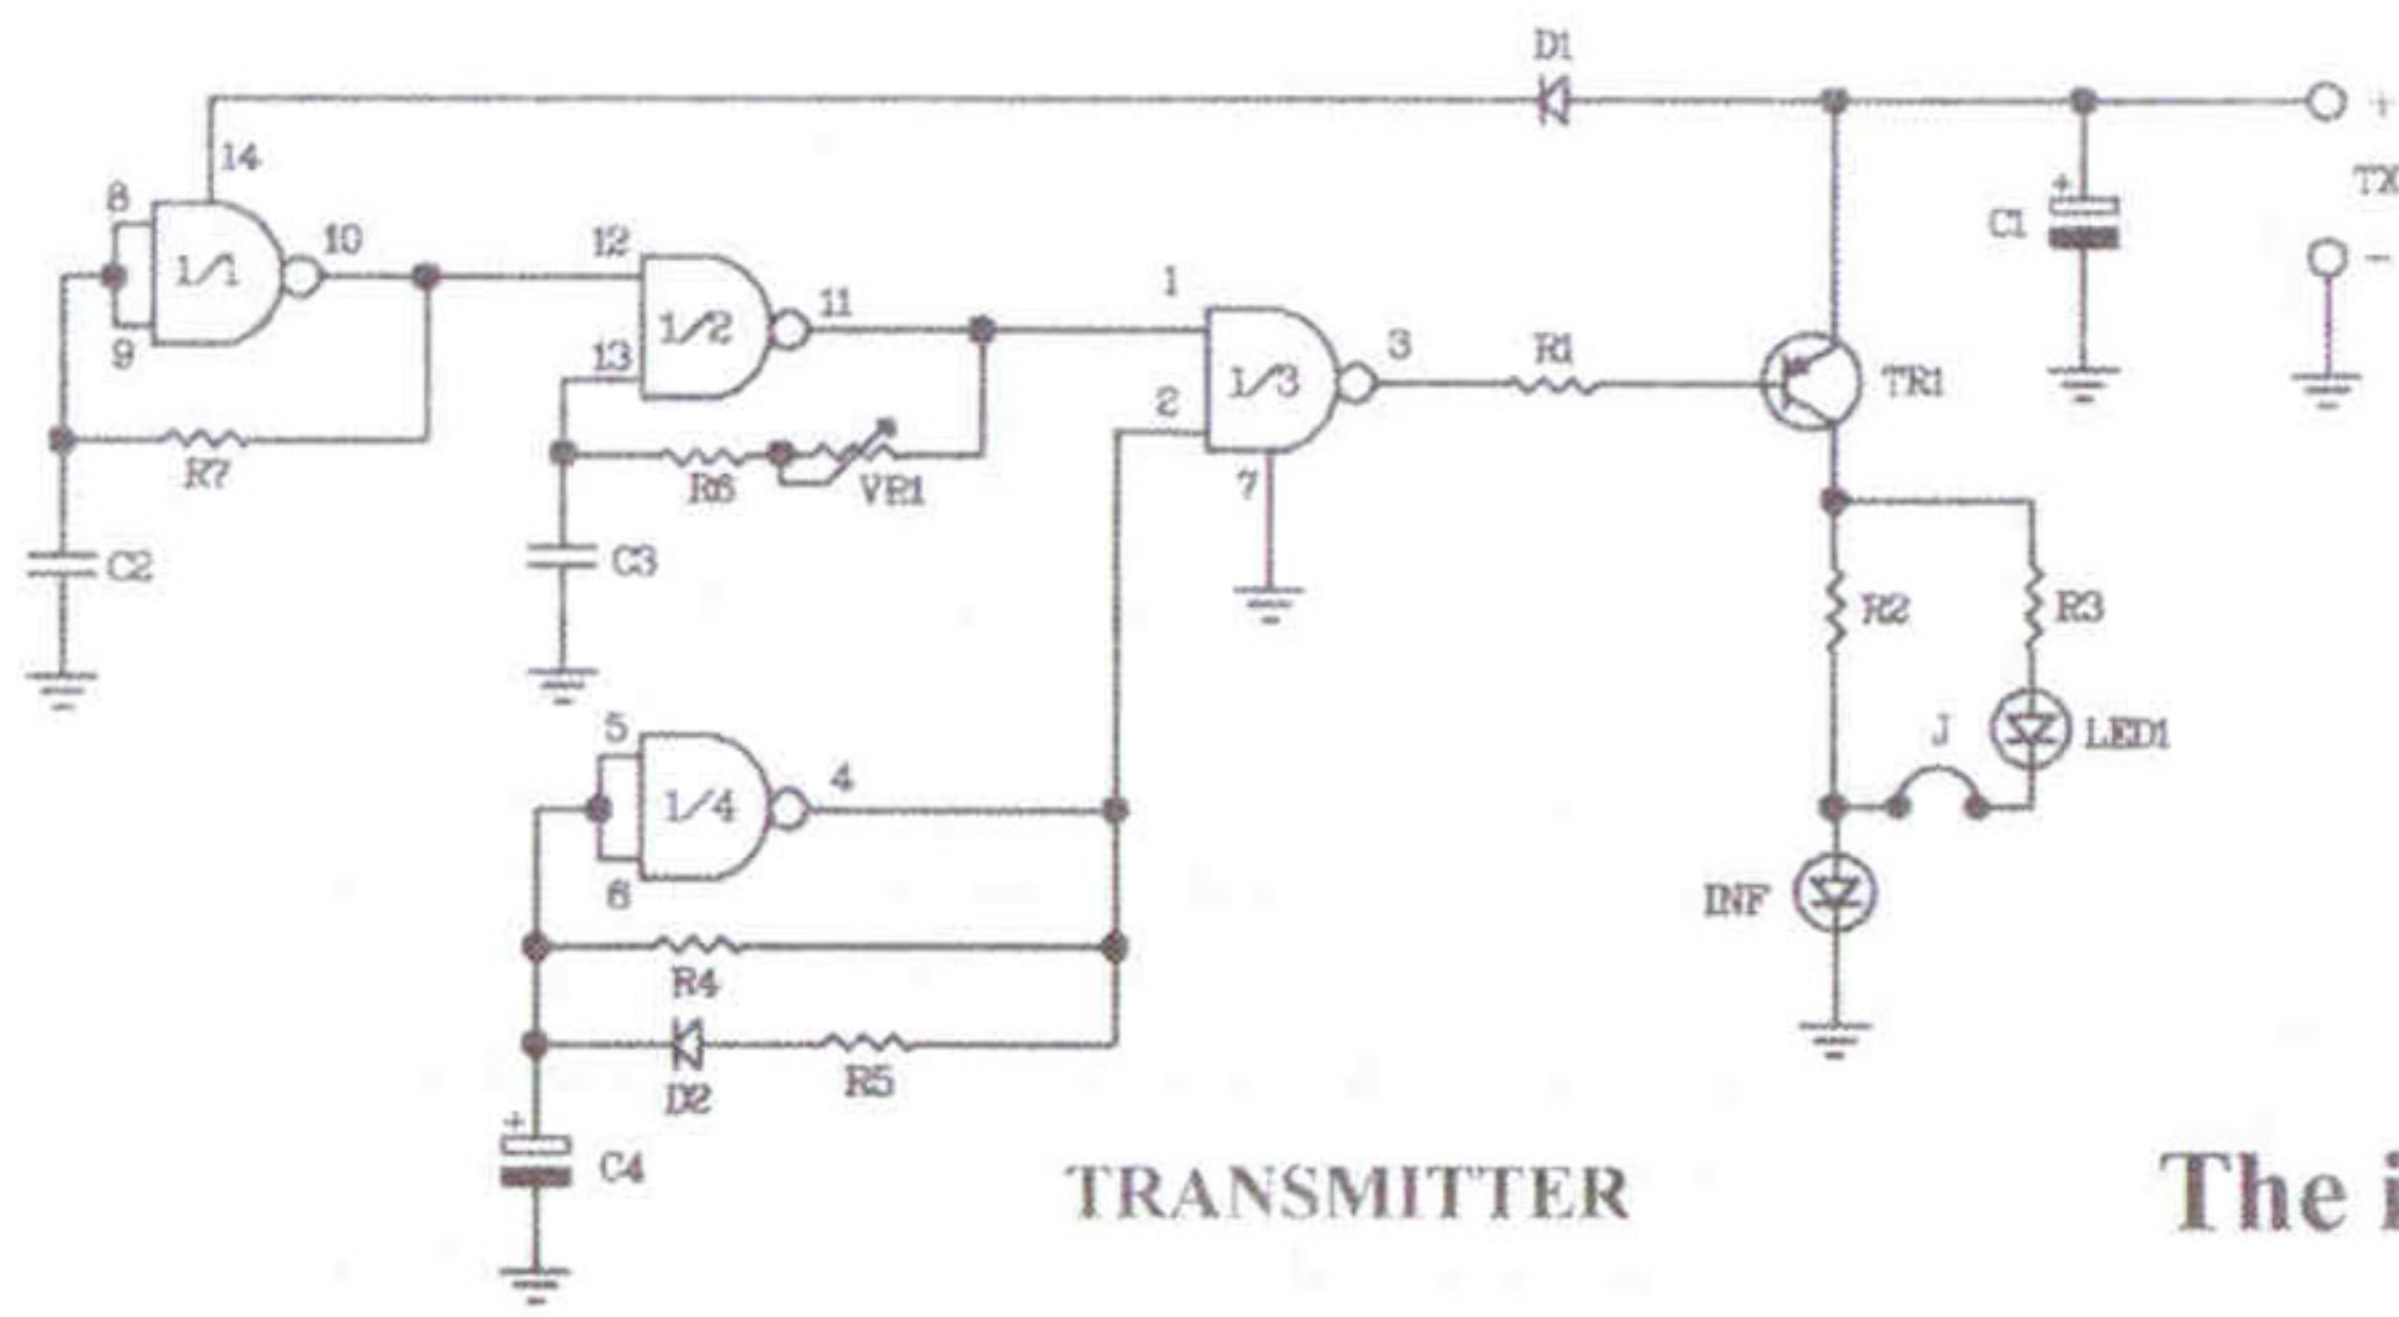 D1
+
14
TX
8
+
C1
10
12
1/1
1
11
-
1/2
9
13
3
R1
1/3
TR1
2
R7
R6
VR1
7
C2
C3
R2
R3
5
J
LED1
4
1/4
6
INF
R4
R5
D2
+
C4
TRANSMITTER
The i